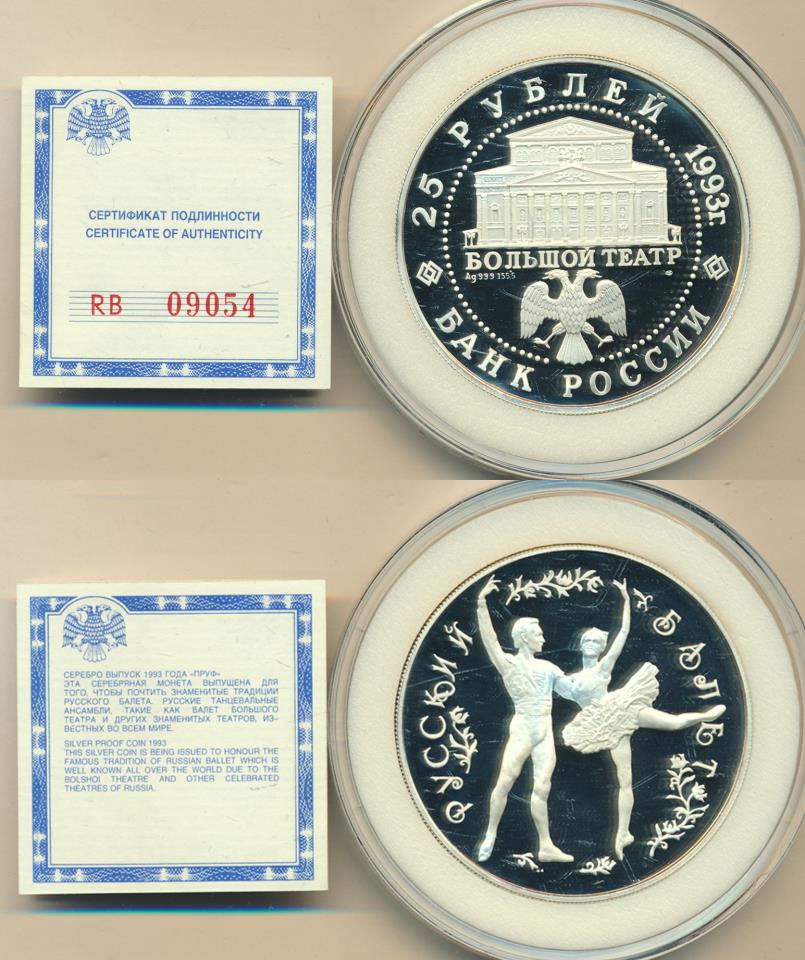 СЕРТИФИКАТ ПОДЛИННОСТИ
CERTIFICATE OF AUTHENTICITY
RB 09054
25 РУБЛЕЙ 1993г
БОЛЬШОЙ ТЕАТР
Ag 999 155,5
БАНК РОССИИ
СЕРЕБРО ВЫПУСК 1993 ГОДА «ПРУФ»
ЭТА СЕРЕБРЯНАЯ МОНЕТА ВЫПУЩЕНА ДЛЯ
ТОГО, ЧТОБЫ ПОЧТИТЬ ЗНАМЕНИТЫЕ ТРАДИЦИИ
РУССКОГО БАЛЕТА. РУССКИЕ ТАНЦЕВАЛЬНЫЕ
АНСАМБЛИ, ТАКИЕ КАК БАЛЕТ БОЛЬШОГО
ТЕАТРА И ДРУГИХ ЗНАМЕНИТЫХ ТЕАТРОВ, ИЗ-
ВЕСТНЫХ ВО ВСЕМ МИРЕ.
SILVER PROOF COIN 1993
THIS SILVER COIN IS BEING ISSUED TO HONOUR THE
FAMOUS TRADITION OF RUSSIAN BALLET WHICH IS
WELL KNOWN ALL OVER THE WORLD DUE TO THE
BOLSHOI THEATRE AND OTHER CELEBRATED
THEATRES OF RUSSIA.
РУССКИЙ БАЛЕТ